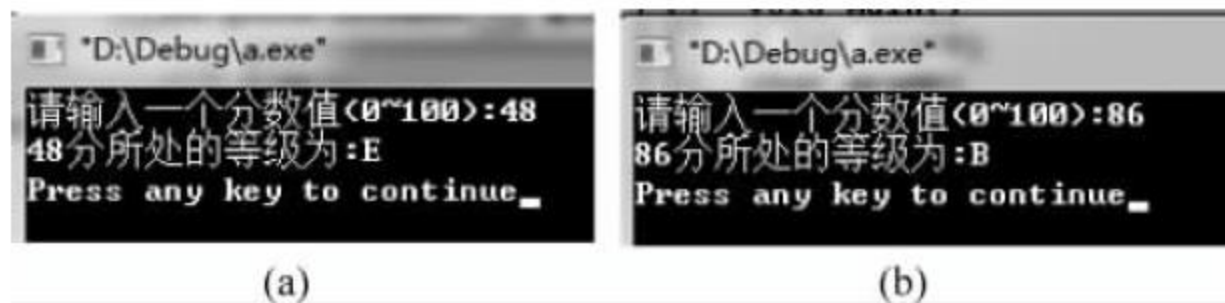 "D:\Debug\a.exe"
请输入一个分数值(0~100):48
48分所处的等级为:E
Press any key to continue_
(a)
"D:\Debug\a.exe"
请输入一个分数值(0~100):86
86分所处的等级为:B
Press any key to continue_
(b)